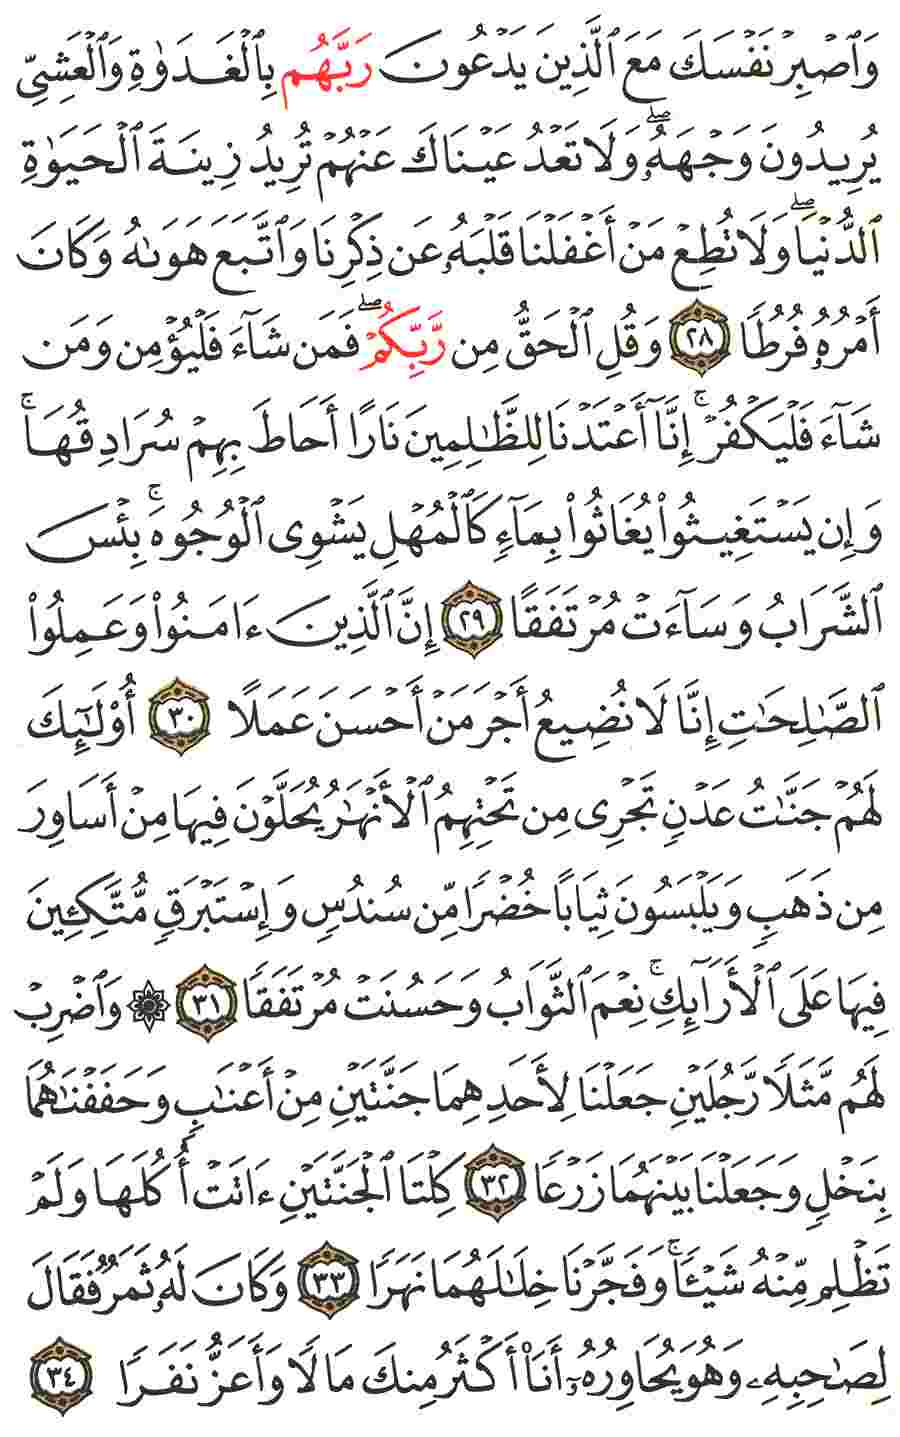 وَٱصۡبِرۡ نَفۡسَكَ مَعَ ٱلَّذِينَ يَدۡعُونَ رَبَّهُم بِٱلۡغَدَوٰةِ وَٱلۡعَشِيِّ
يُرِيدُونَ وَجۡهَهُۥۖ وَلَا تَعۡدُ عَيۡنَاكَ عَنۡهُمۡ تُرِيدُ زِينَةَ ٱلۡحَيَوٰةِ
ٱلدُّنۡيَاۖ وَلَا تُطِعۡ مَنۡ أَغۡفَلۡنَا قَلۡبَهُۥ عَن ذِكۡرِنَا وَٱتَّبَعَ هَوَىٰهُ وَكَانَ
أَمۡرُهُۥ فُرُطٗا ٢٨ وَقُلِ ٱلۡحَقُّ مِن رَّبِّكُمۡۖ فَمَن شَآءَ فَلۡيُؤۡمِن وَمَن
شَآءَ فَلۡيَكۡفُرۡۚ إِنَّآ أَعۡتَدۡنَا لِلظَّٰلِمِينَ نَارًا أَحَاطَ بِهِمۡ سُرَادِقُهَاۚ
وَإِن يَسۡتَغِيثُواْ يُغَاثُواْ بِمَآءٖ كَٱلۡمُهۡلِ يَشۡوِي ٱلۡوُجُوهَۚ بِئۡسَ
ٱلشَّرَابُ وَسَآءَتۡ مُرۡتَفَقًا ٢٩ إِنَّ ٱلَّذِينَ ءَامَنُواْ وَعَمِلُواْ
ٱلصَّٰلِحَٰتِ إِنَّا لَا نُضِيعُ أَجۡرَ مَنۡ أَحۡسَنَ عَمَلًا ٣٠ أُوْلَٰٓئِكَ
لَهُمۡ جَنَّٰتُ عَدۡنٖ تَجۡرِي مِن تَحۡتِهِمُ ٱلۡأَنۡهَٰرُ يُحَلَّوۡنَ فِيهَا مِنۡ أَسَاوِرَ
مِن ذَهَبٖ وَيَلۡبَسُونَ ثِيَابًا خُضۡرٗا مِّن سُندُسٖ وَإِسۡتَبۡرَقٖ مُّتَّكِـِٔينَ
فِيهَا عَلَى ٱلۡأَرَآئِكِۚ نِعۡمَ ٱلثَّوَابُ وَحَسُنَتۡ مُرۡتَفَقٗا ٣١ ۞ وَٱضۡرِبۡ
لَهُم مَّثَلٗا رَّجُلَيۡنِ جَعَلۡنَا لِأَحَدِهِمَا جَنَّتَيۡنِ مِنۡ أَعۡنَٰبٖ وَحَفَفۡنَٰهُمَا
بِنَخۡلٖ وَجَعَلۡنَا بَيۡنَهُمَا زَرۡعٗا ٣٢ كِلۡتَا ٱلۡجَنَّتَيۡنِ ءَاتَتۡ أُكُلَهَا وَلَمۡ
تَظۡلِم مِّنۡهُ شَيۡـٔٗاۚ وَفَجَّرۡنَا خِلَٰلَهُمَا نَهَرٗا ٣٣ وَكَانَ لَهُۥ ثَمَرٞ فَقَالَ
لِصَٰحِبِهِۦ وَهُوَ يُحَاوِرُهُۥٓ أَنَا۠ أَكۡثَرُ مِنكَ مَالٗا وَأَعَزُّ نَفَرٗا ٣٤